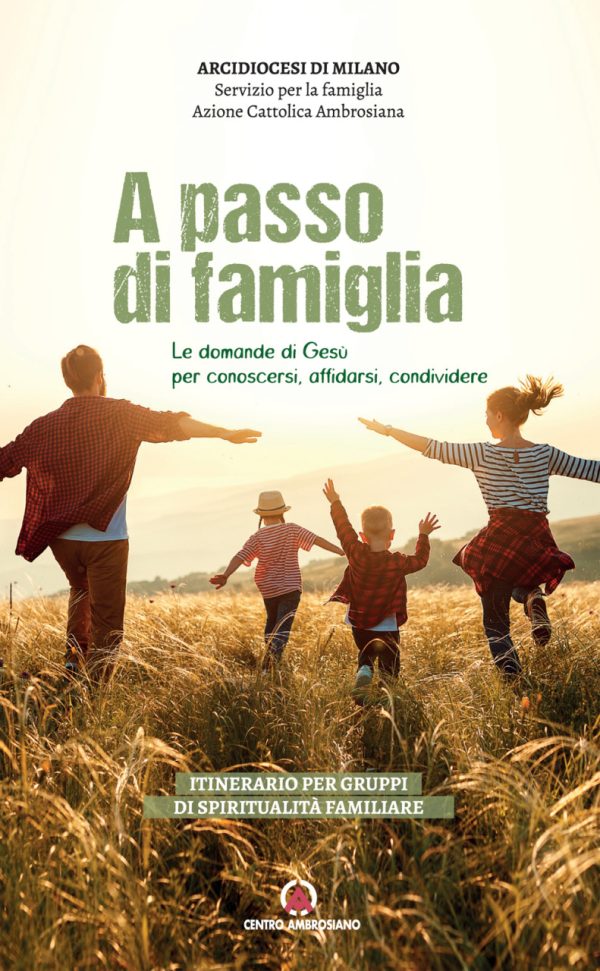 ARCIDIOCESI DI MILANO
Servizio per la famiglia
Azione Cattolica Ambrosiana
A passo
di famiglia
Le domande di Gesù
per conoscersi, affidarsi, condividere
ITINERARIO PER GRUPPI
DI SPIRITUALITÀ FAMILIARE
CENTRO AMBROSIANO